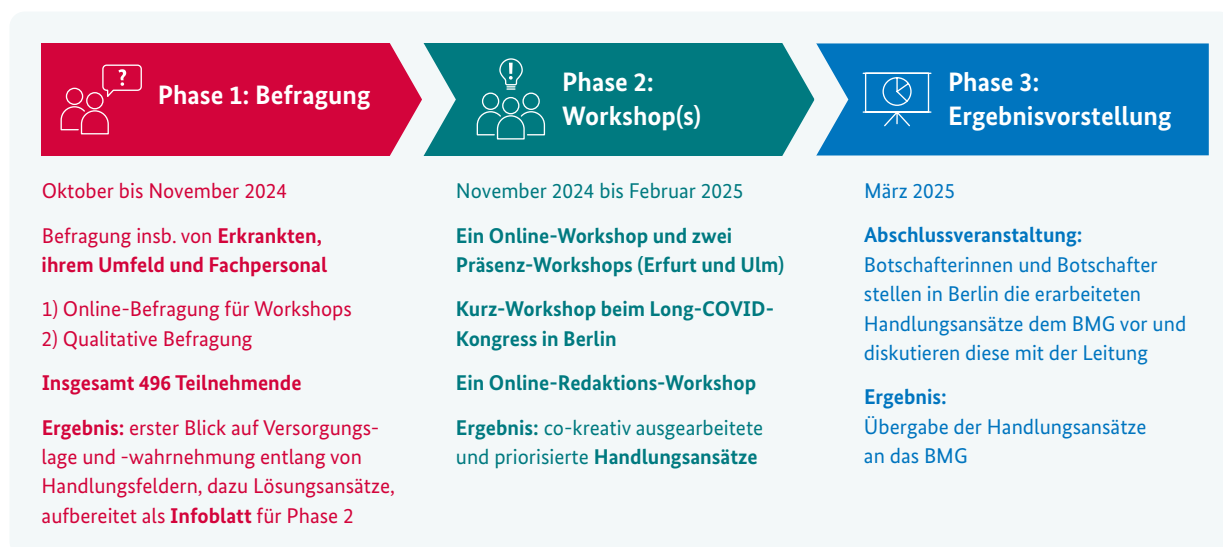 ?
Phase 1: Befragung
Oktober bis November 2024
Befragung insb. von Erkrankten,
ihrem Umfeld und Fachpersonal
1) Online-Befragung für Workshops
2) Qualitative Befragung
Insgesamt 496 Teilnehmende
Ergebnis: erster Blick auf Versorgungs-
lage und -wahrnehmung entlang von
Handlungsfeldern, dazu Lösungsansätze,
aufbereitet als Infoblatt für Phase 2
!
Phase 2:
Workshop(s)
November 2024 bis Februar 2025
Ein Online-Workshop und zwei
Präsenz-Workshops (Erfurt und Ulm)
Kurz-Workshop beim Long-COVID-
Kongress in Berlin
Ein Online-Redaktions-Workshop
Ergebnis: co-kreativ ausgearbeitete
und priorisierte Handlungsansätze
Phase 3:
Ergebnisvorstellung
März 2025
Abschlussveranstaltung:
Botschafterinnen und Botschafter
stellen in Berlin die erarbeiteten
Handlungsansätze dem BMG vor und
diskutieren diese mit der Leitung
Ergebnis:
Übergabe der Handlungsansätze
an das BMG